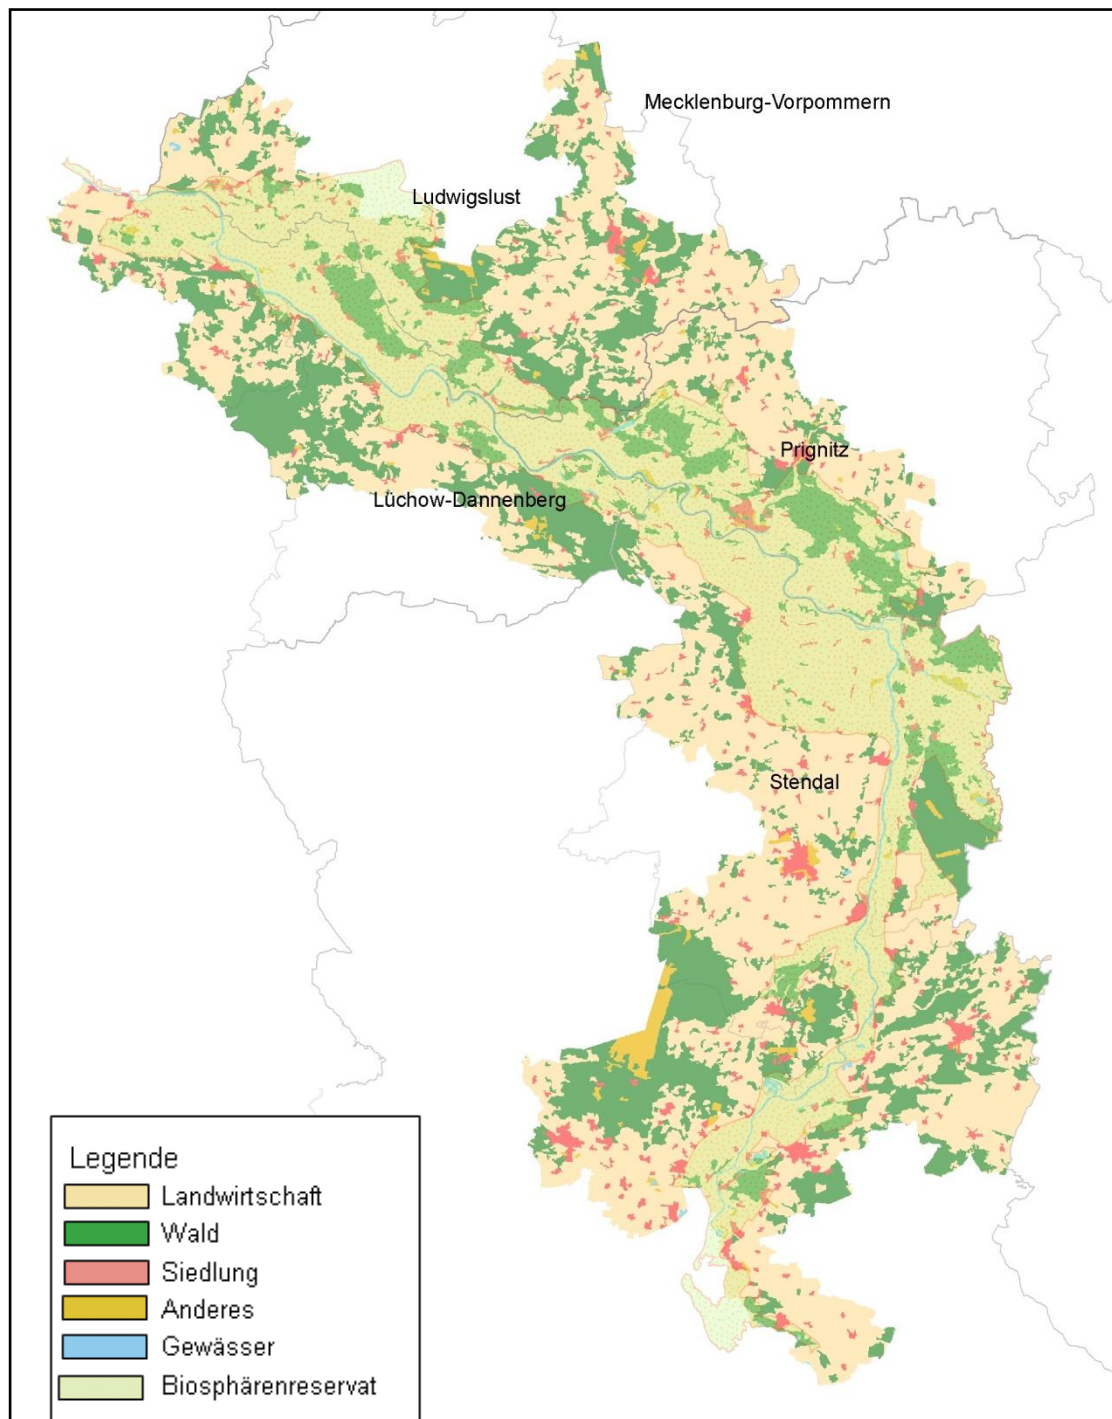 Mecklenburg-Vorpommern
Ludwigslust
Prignitz
Lüchow-Dannenberg
Stendal
Legende
Landwirtschaft
Wald
Siedlung
Anderes
Gewässer
Biosphärenreservat